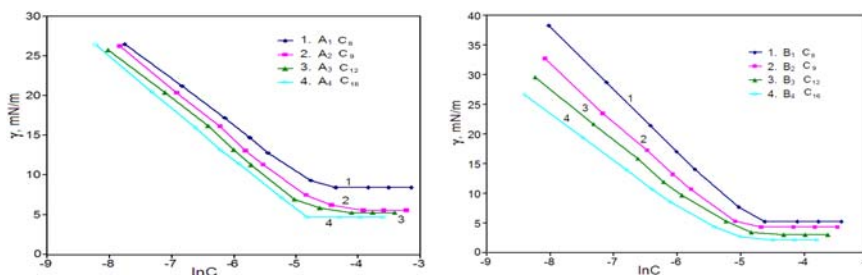 30
25
20
15
10
5
0
γ, mN/m
1. A₁ C₈
2. A₂ C₉
3. A₃ C₁₂
4. A₄ C₁₆
1
2
3
4
-9 -8 -7 -6 -5 -4 -3
lnC
40
35
30
25
20
15
10
5
0
γ, mN/m
1. B₁ C₈
2. B₂ C₉
3. B₃ C₁₂
4. B₄ C₁₆
1
2
3
4
-9 -8 -7 -6 -5 -4 -3
lnC